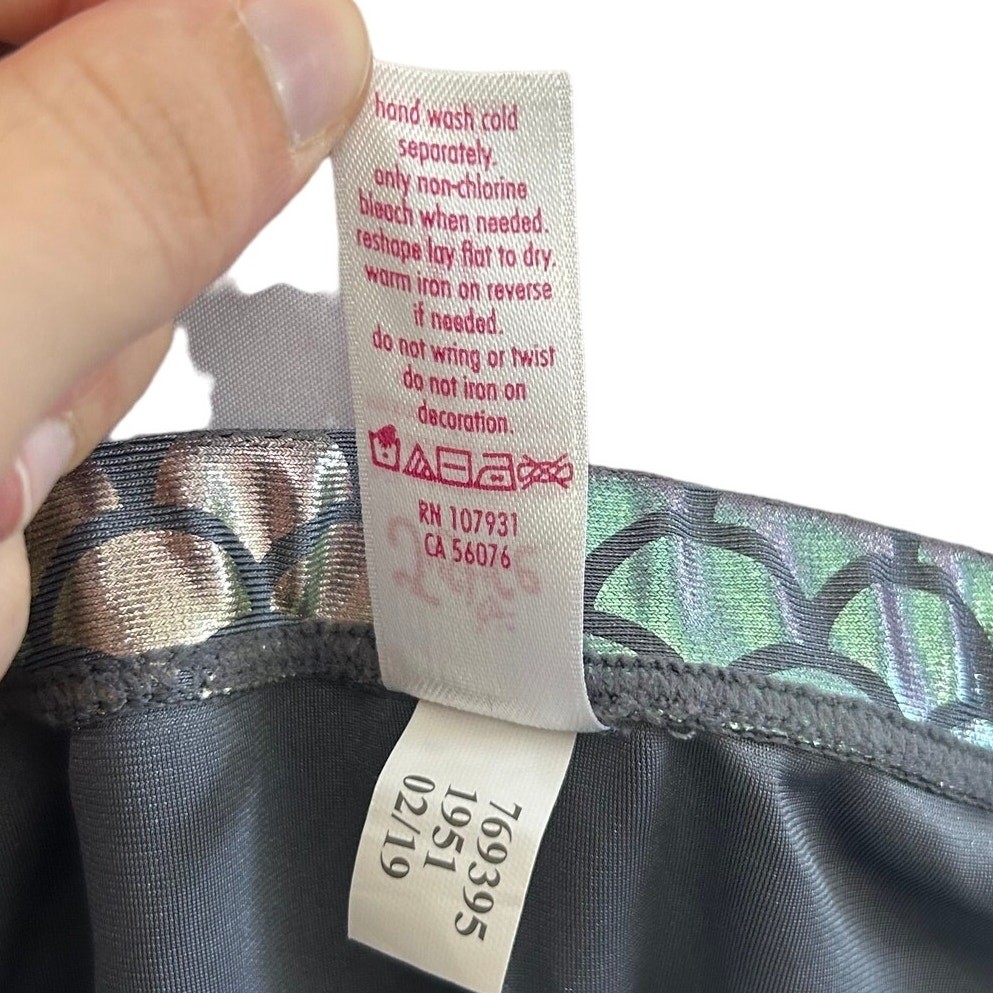 hand wash cold
separately.
only non-chlorine
bleach when needed.
reshape lay flat to dry.
warm iron on reverse
if needed.
do not wring or twist
do not iron on
decoration.
RN 107931
CA 56076
769395
1951
02/19